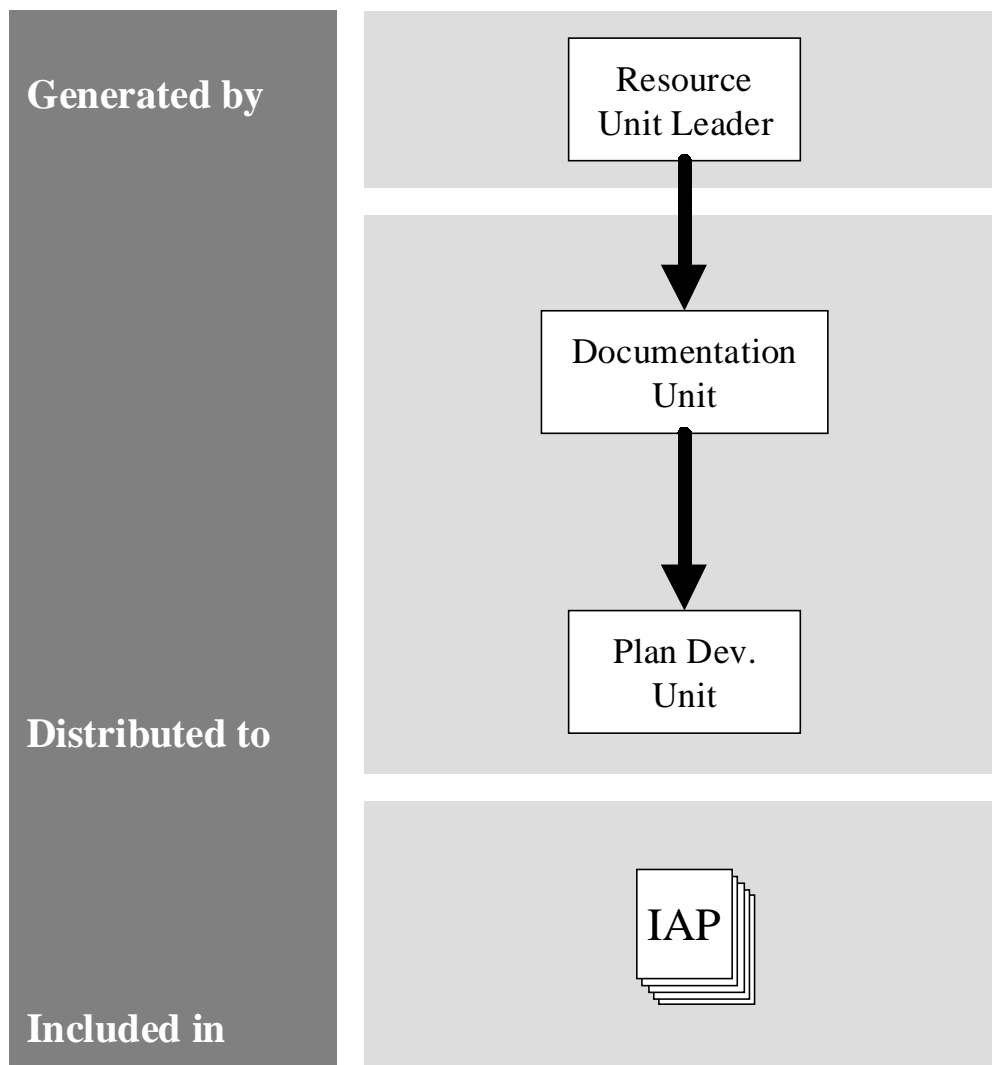 Generated by
Resource
Unit Leader
Documentation
Unit
Plan Dev.
Unit
Distributed to
IAP
Included in